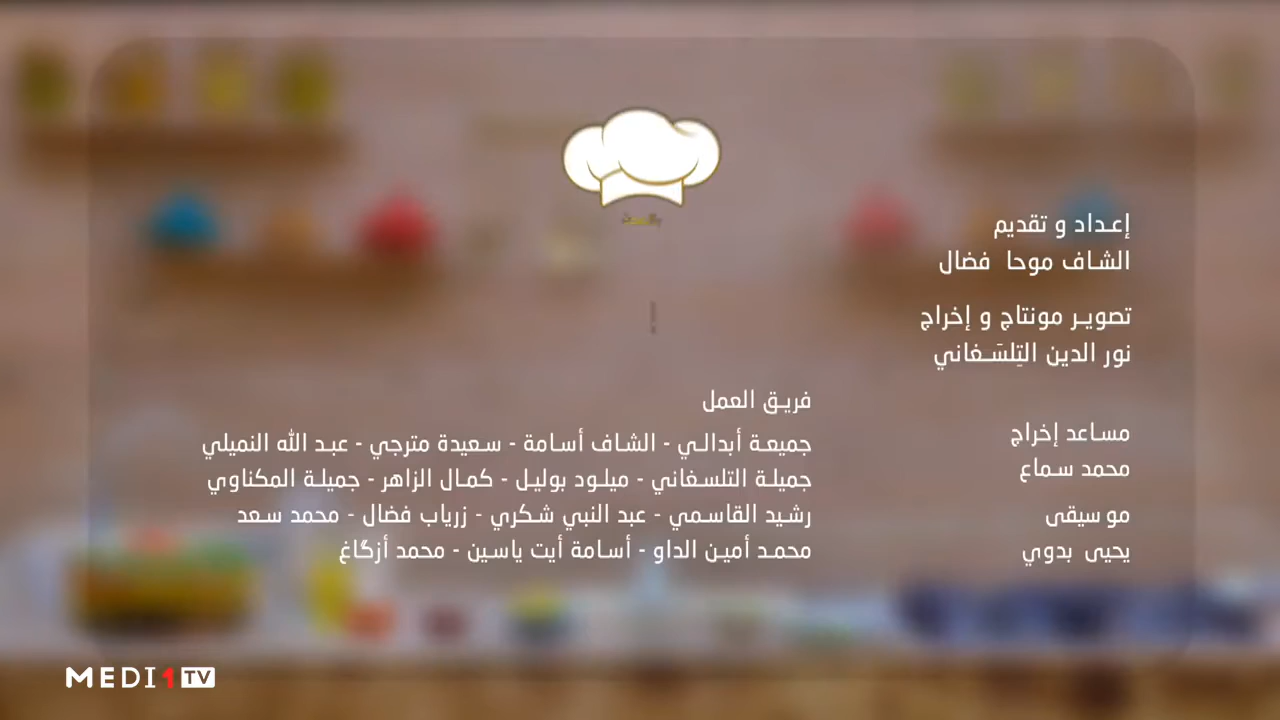 إعداد و تقديم
الشاف موحا فضال
تصوير مونتاج و إخراج
نور الدين التِلسَغاني
مساعد إخراج
محمد سماع
موسيقى
يحيى بدوي
فريق العمل
جميعة أبدالي - الشاف أسامة - سعيدة مترجي - عبد الله النميلي
جميلة التلسغاني - ميلود بوليل - كمال الزاهر - جميلة المكناوي
رشيد القاسمي - عبد النبي شكري - زرياب فضال - محمد سعد
محمد أمين الداو - أسامة أيت ياسين - محمد أزگاغ
MEDI1TV